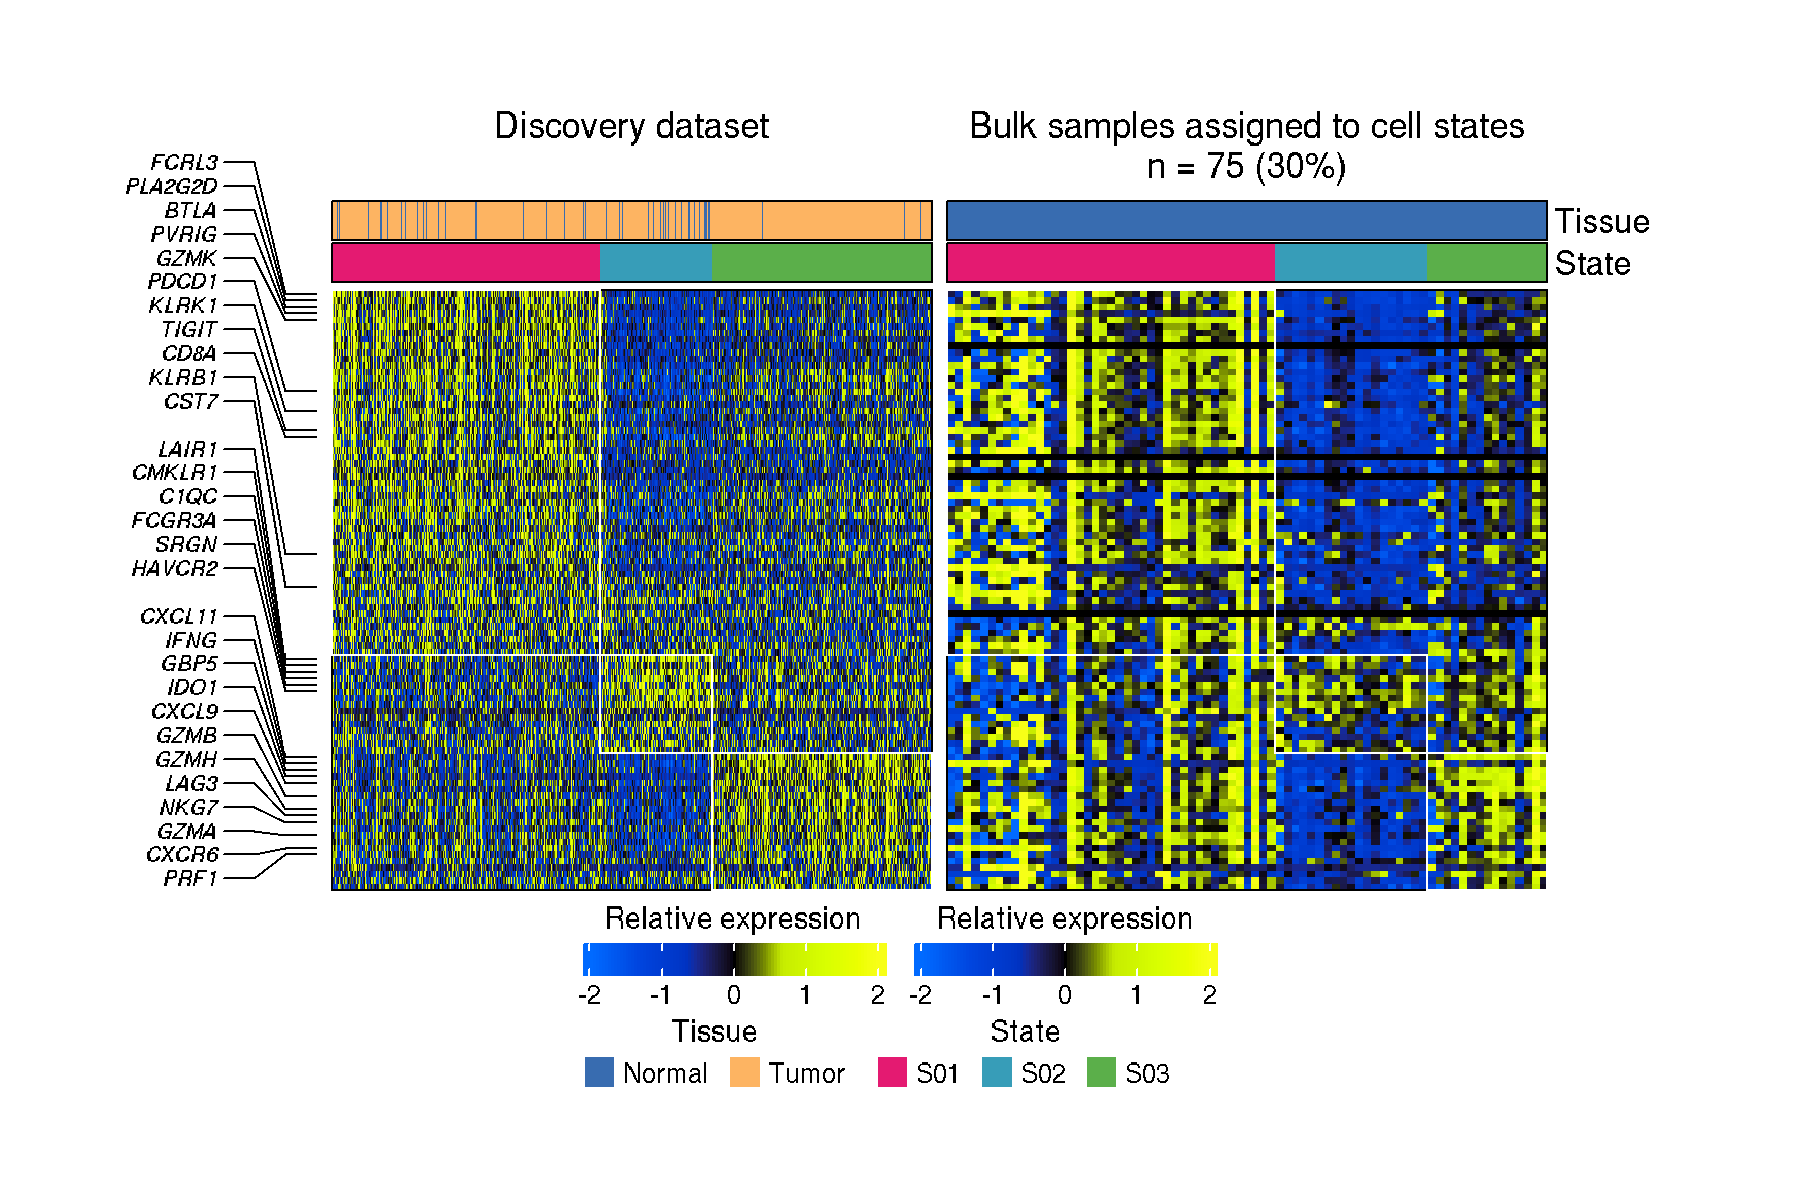 Discovery dataset
Bulk samples assigned to cell states
n = 75 (30%)
FCRL3
PLA2G2D
BTLA
PVRIG
GZMK
PDCD1
KLRK1
TIGIT
CD8A
KLRB1
CST7
LAIR1
CMKLR1
C1QC
FCGR3A
SRGN
HAVCR2
CXCL11
IFNG
GBP5
IDO1
CXCL9
GZMB
GZMH
LAG3
NKG7
GZMA
CXCR6
PRF1
Tissue
State
Relative expression Relative expression
-2 -1 0 1 2 -2 -1 0 1 2
Tissue State
Normal Tumor S01 S02 S03